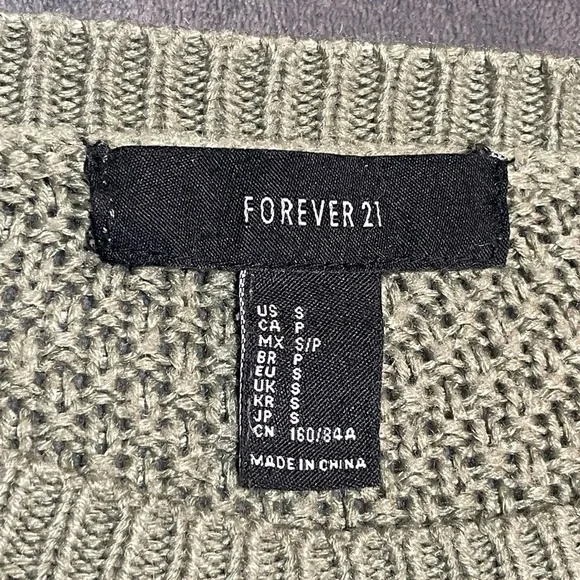 FOREVER 21
US S
CA P
MX S/P
BR P
EU S
UK S
KR S
JP S
CN 160/84A
MADE IN CHINA